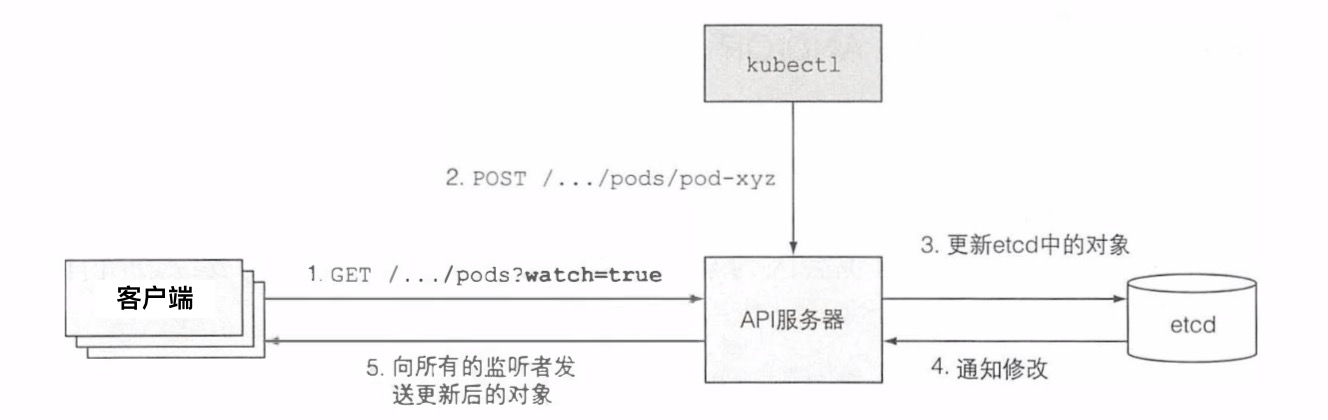 kubectl
2. POST /.../pods/pod-xyz
3. 更新etcd中的对象
1. GET /.../pods?watch=true
客户端
API服务器
etcd
5. 向所有的监听者发
送更新后的对象
4. 通知修改